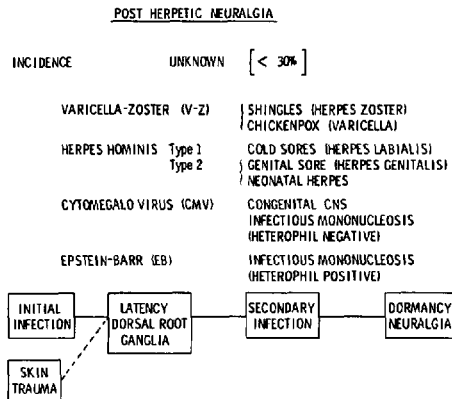 POST HERPETIC NEURALGIA
INCIDENCE UNKNOWN [< 30%]
VARICELLA-ZOSTER (V-Z) SHINGLES (HERPES ZOSTER)
CHICKENPOX (VARICELLA)
HERPES HOMINIS Type 1 COLD SORES (HERPES LABIALIS)
Type 2 GENITAL SORE (HERPES GENITALIS)
NEONATAL HERPES
CYTOMEGALO VIRUS (CMV) CONGENITAL CNS
INFECTIOUS MONONUCLEOSIS
(HETEROPHIL NEGATIVE)
EPSTEIN-BARR (EB) INFECTIOUS MONONUCLEOSIS
(HETEROPHIL POSITIVE)
INITIAL
INFECTION
LATENCY
DORSAL ROOT
GANGLIA
SECONDARY
INFECTION
DORMANCY
NEURALGIA
SKIN
TRAUMA